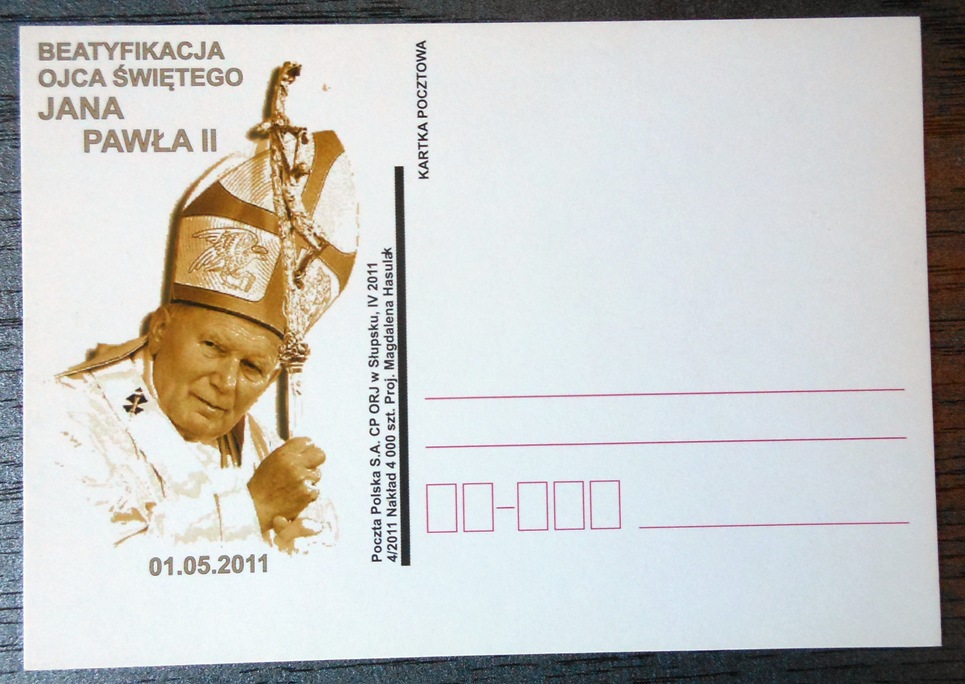 BEATYFIKACJA
OJCA ŚWIĘTEGO
JANA
PAWŁA II
01.05.2011
Poczta Polska S.A. CP ORJ w Słupsku, IV 2011
4/2011 Nakład 4 000 szt. Proj. Magdalena Hasulak
KARTKA POCZTOWA